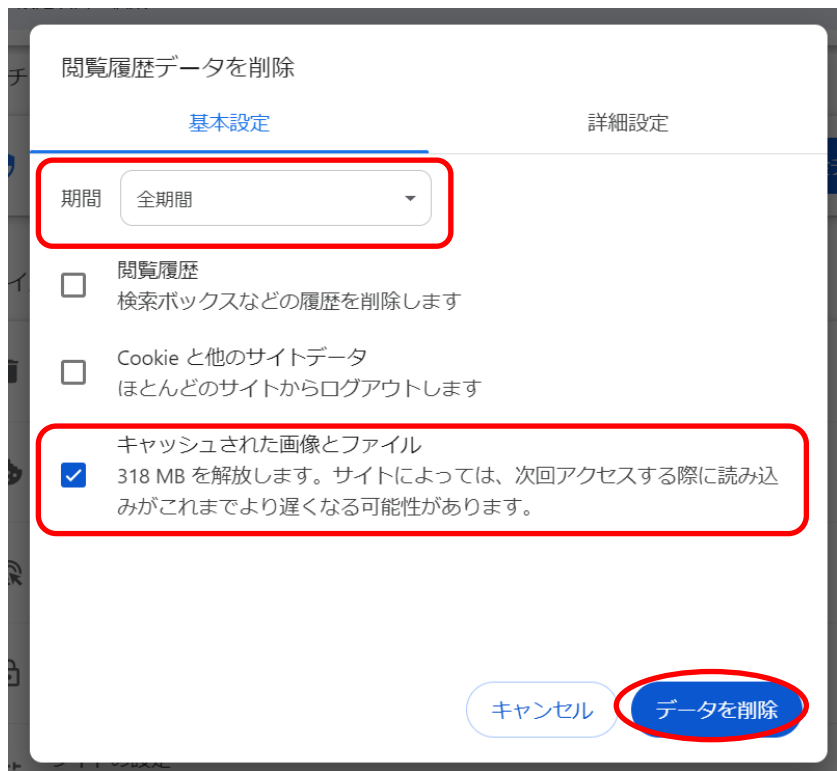 閲覧履歴データを削除
基本設定
詳細設定
期間
全期間
閲覧履歴
検索ボックスなどの履歴を削除します
Cookie と他のサイトデータ
ほとんどのサイトからログアウトします
キャッシュされた画像とファイル
318 MB を解放します。サイトによっては、次回アクセスする際に読み込
みがこれまでより遅くなる可能性があります。
キャンセル
データを削除